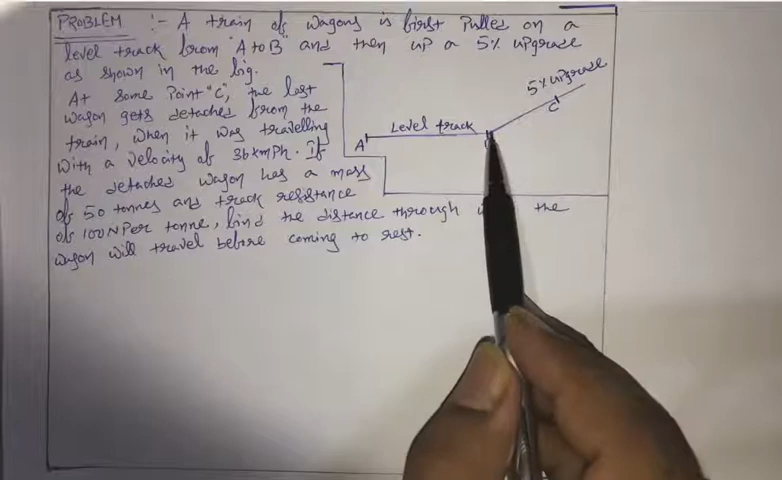 PROBLEM :- A train of wagons is first pulled on a
level track from "A to B" and then up a 5% upgrade
as shown in the fig.
At some point "C", the last
wagon gets detached from the
train, when it was travelling
with a velocity of 36kmph. If
the detached wagon has a mass
of 50 tonnes and track resistance
of 100N per tonne, find the distance through the
wagon will travel before coming to rest.
A
Level track
C
5% upgrade